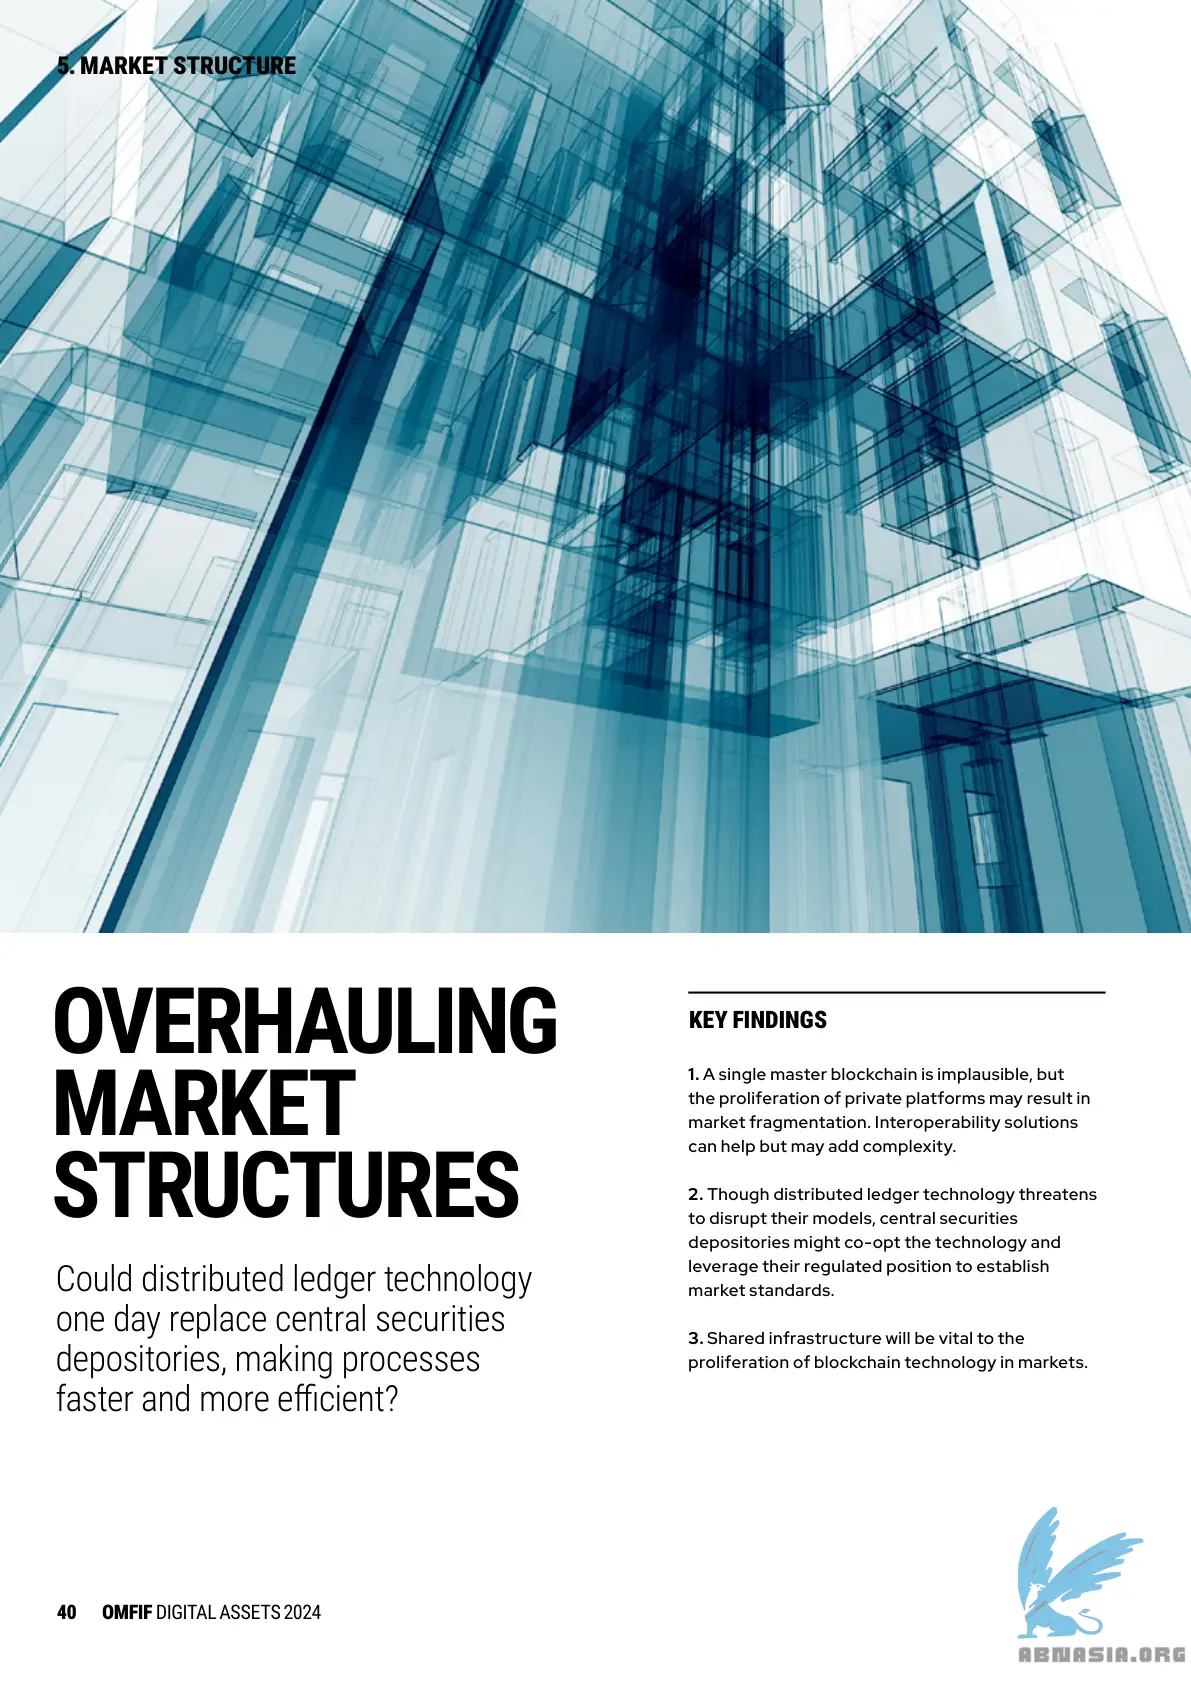 5. MARKET STRUCTURE
OVERHAULING
MARKET
STRUCTURES
Could distributed ledger technology
one day replace central securities
depositories, making processes
faster and more efficient?
KEY FINDINGS
1. A single master blockchain is implausible, but
the proliferation of private platforms may result in
market fragmentation. Interoperability solutions
can help but may add complexity.
2. Though distributed ledger technology threatens
to disrupt their models, central securities
depositories might co-opt the technology and
leverage their regulated position to establish
market standards.
3. Shared infrastructure will be vital to the
proliferation of blockchain technology in markets.
40 OMFIF DIGITAL ASSETS 2024
ABNASIA.ORG